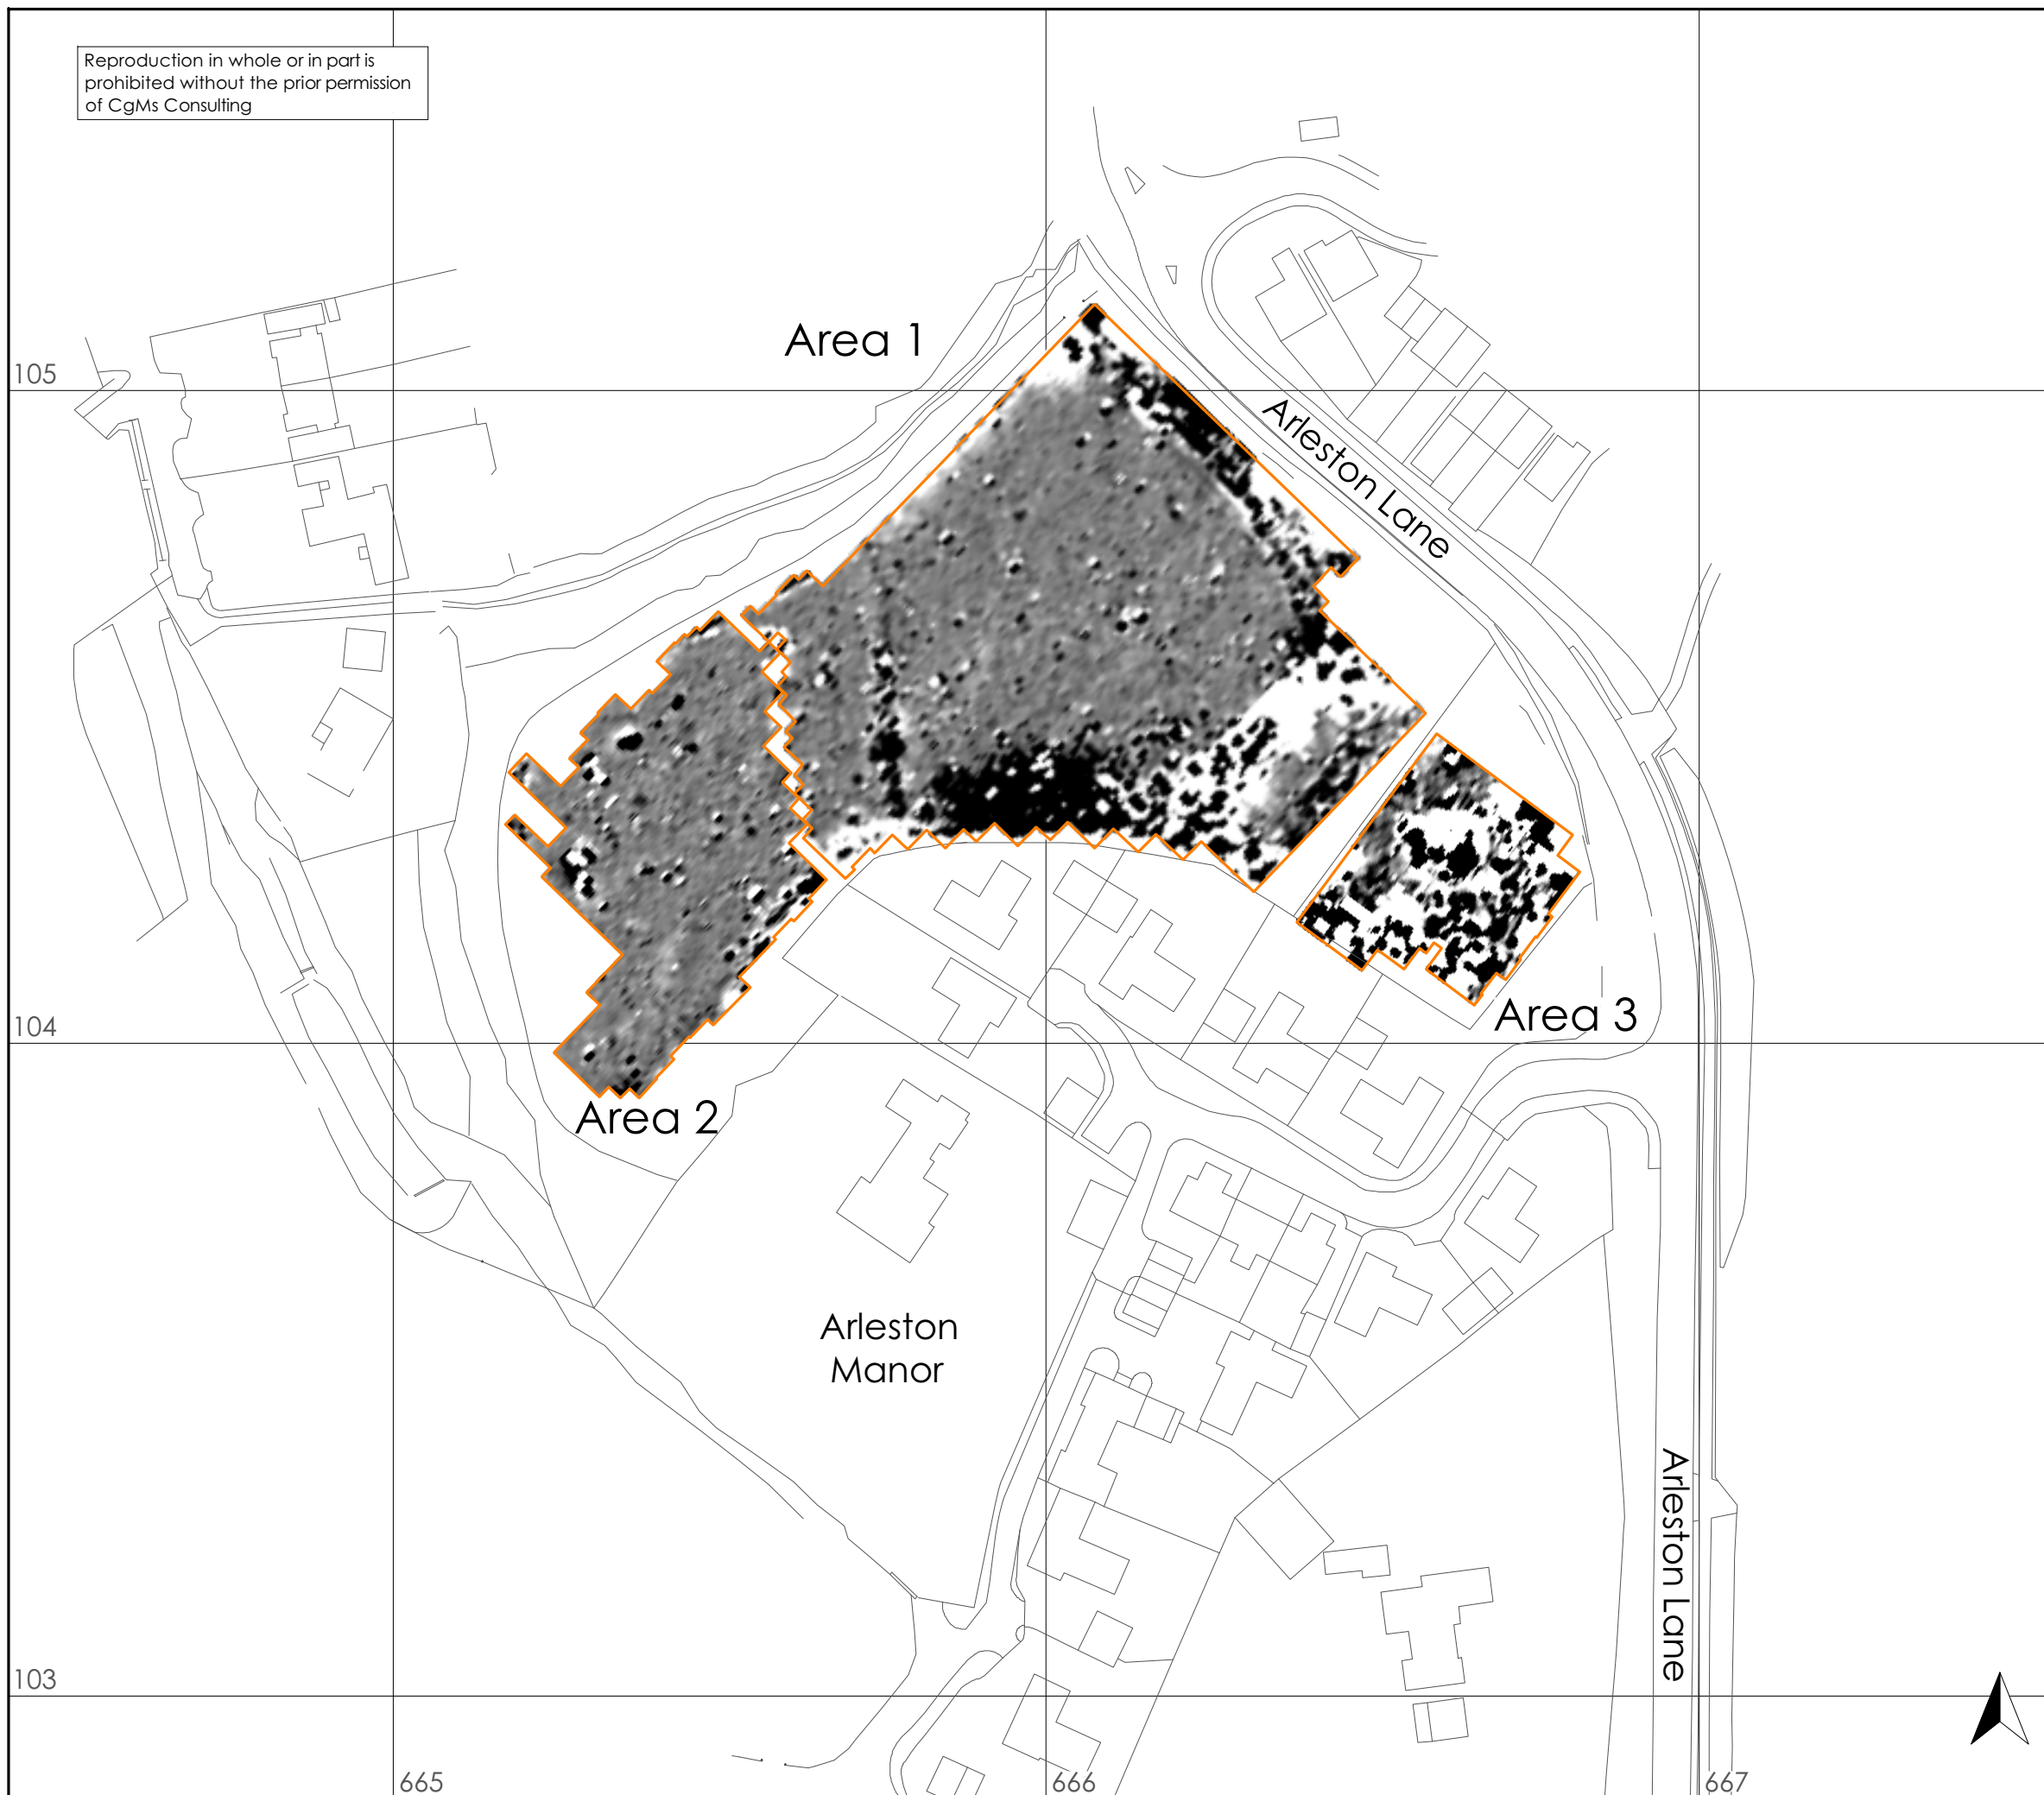 Reproduction in whole or in part is
prohibited without the prior permission
of CgMs Consulting
Area 1
105
Arleston Lane
Area 3
104
Area 2
Arleston
Manor
Arleston Lane
103
665
666
667